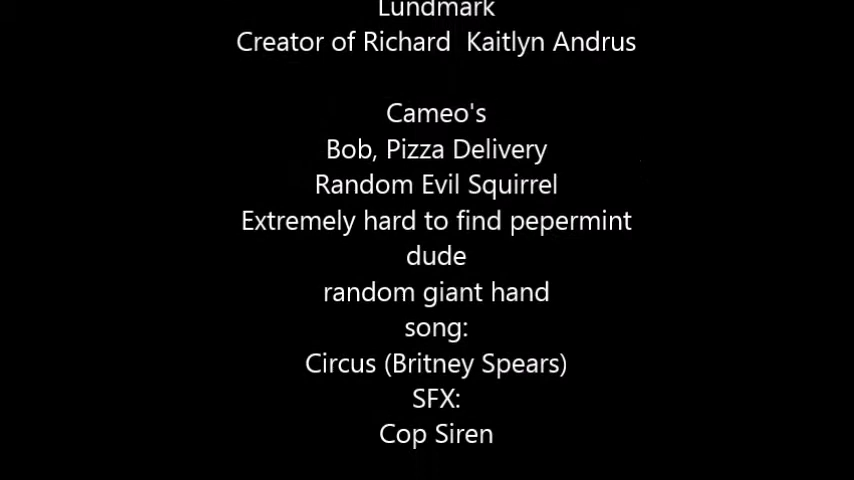 Lundmark
Creator of Richard  Kaitlyn Andrus
Cameo's
Bob, Pizza Delivery
Random Evil Squirrel
Extremely hard to find pepermint
dude
random giant hand
song:
Circus (Britney Spears)
SFX:
Cop Siren